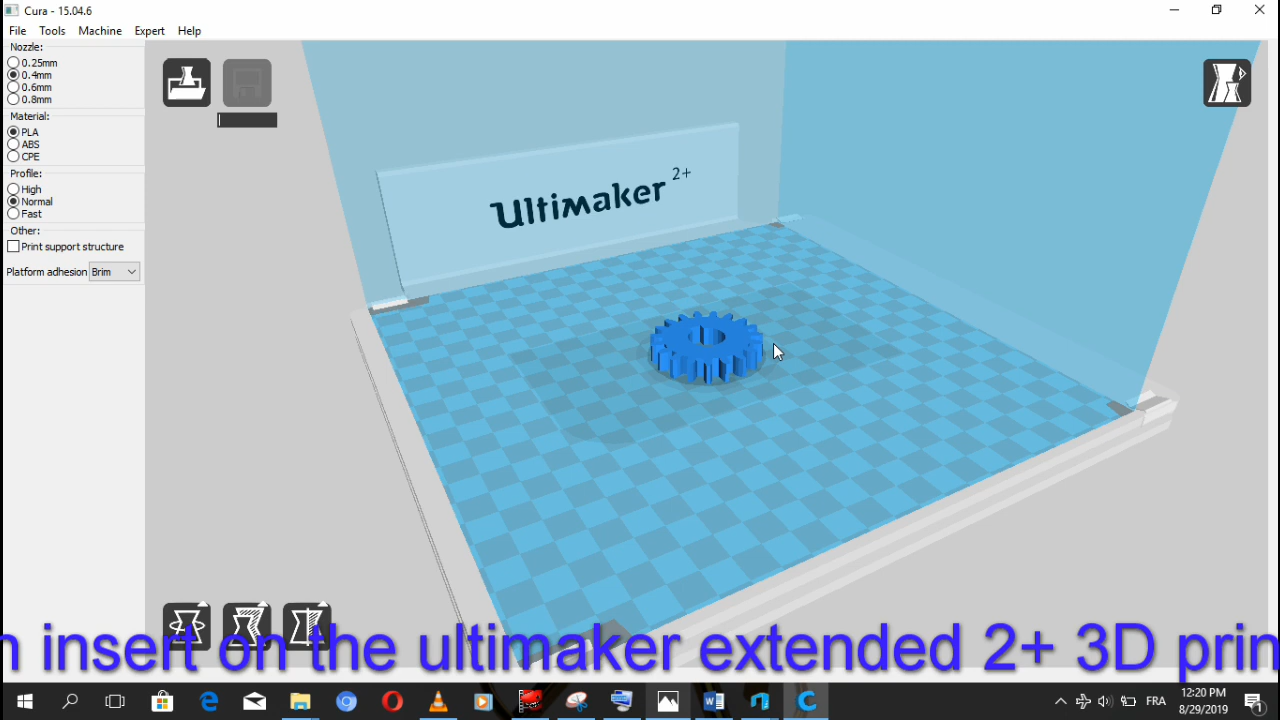 Cura - 15.04.6
File Tools Machine Expert Help
Nozzle:
0.25mm
0.4mm
0.6mm
0.8mm
Material:
PLA
ABS
CPE
Profile:
High
Normal
Fast
Other:
Print support structure
Platform adhesion Brim
Ultimaker 2+
n insert on the ultimaker extended 2+ 3D prin
FRA
12:20 PM
8/29/2019
1